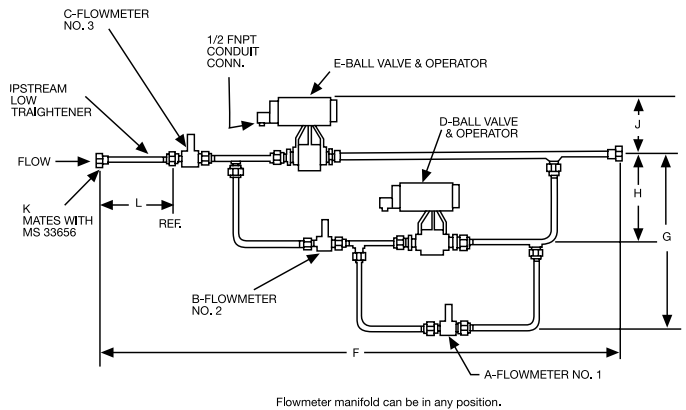 C-FLOWMETER
NO. 3
1/2 FNPT
CONDUIT
CONN.
E-BALL VALVE & OPERATOR
IPSTREAM
LOW
TRAIGHTENER
D-BALL VALVE
& OPERATOR
J
FLOW
K
MATES WITH
MS 33656
L
REF.
H
G
B-FLOWMETER
NO. 2
F
A-FLOWMETER NO. 1
Flowmeter manifold can be in any position.